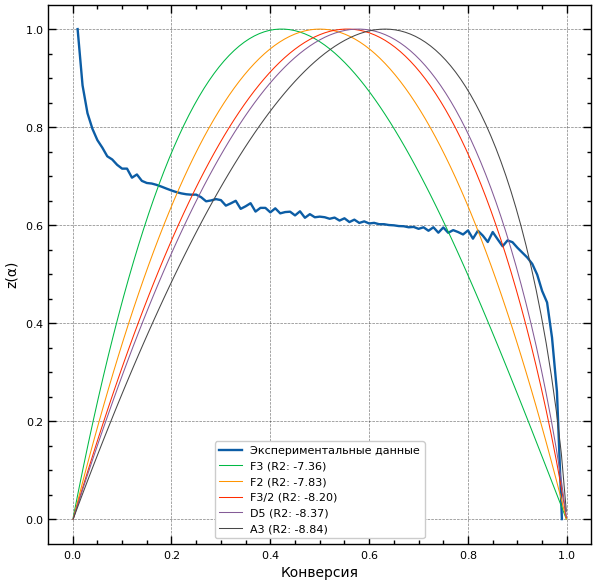 1.0
0.8
0.6
0.4
0.2
0.0
z(α)
Экспериментальные данные
F3 (R2: -7.36)
F2 (R2: -7.83)
F3/2 (R2: -8.20)
D5 (R2: -8.37)
A3 (R2: -8.84)
0.0 0.2 0.4 0.6 0.8 1.0
Конверсия